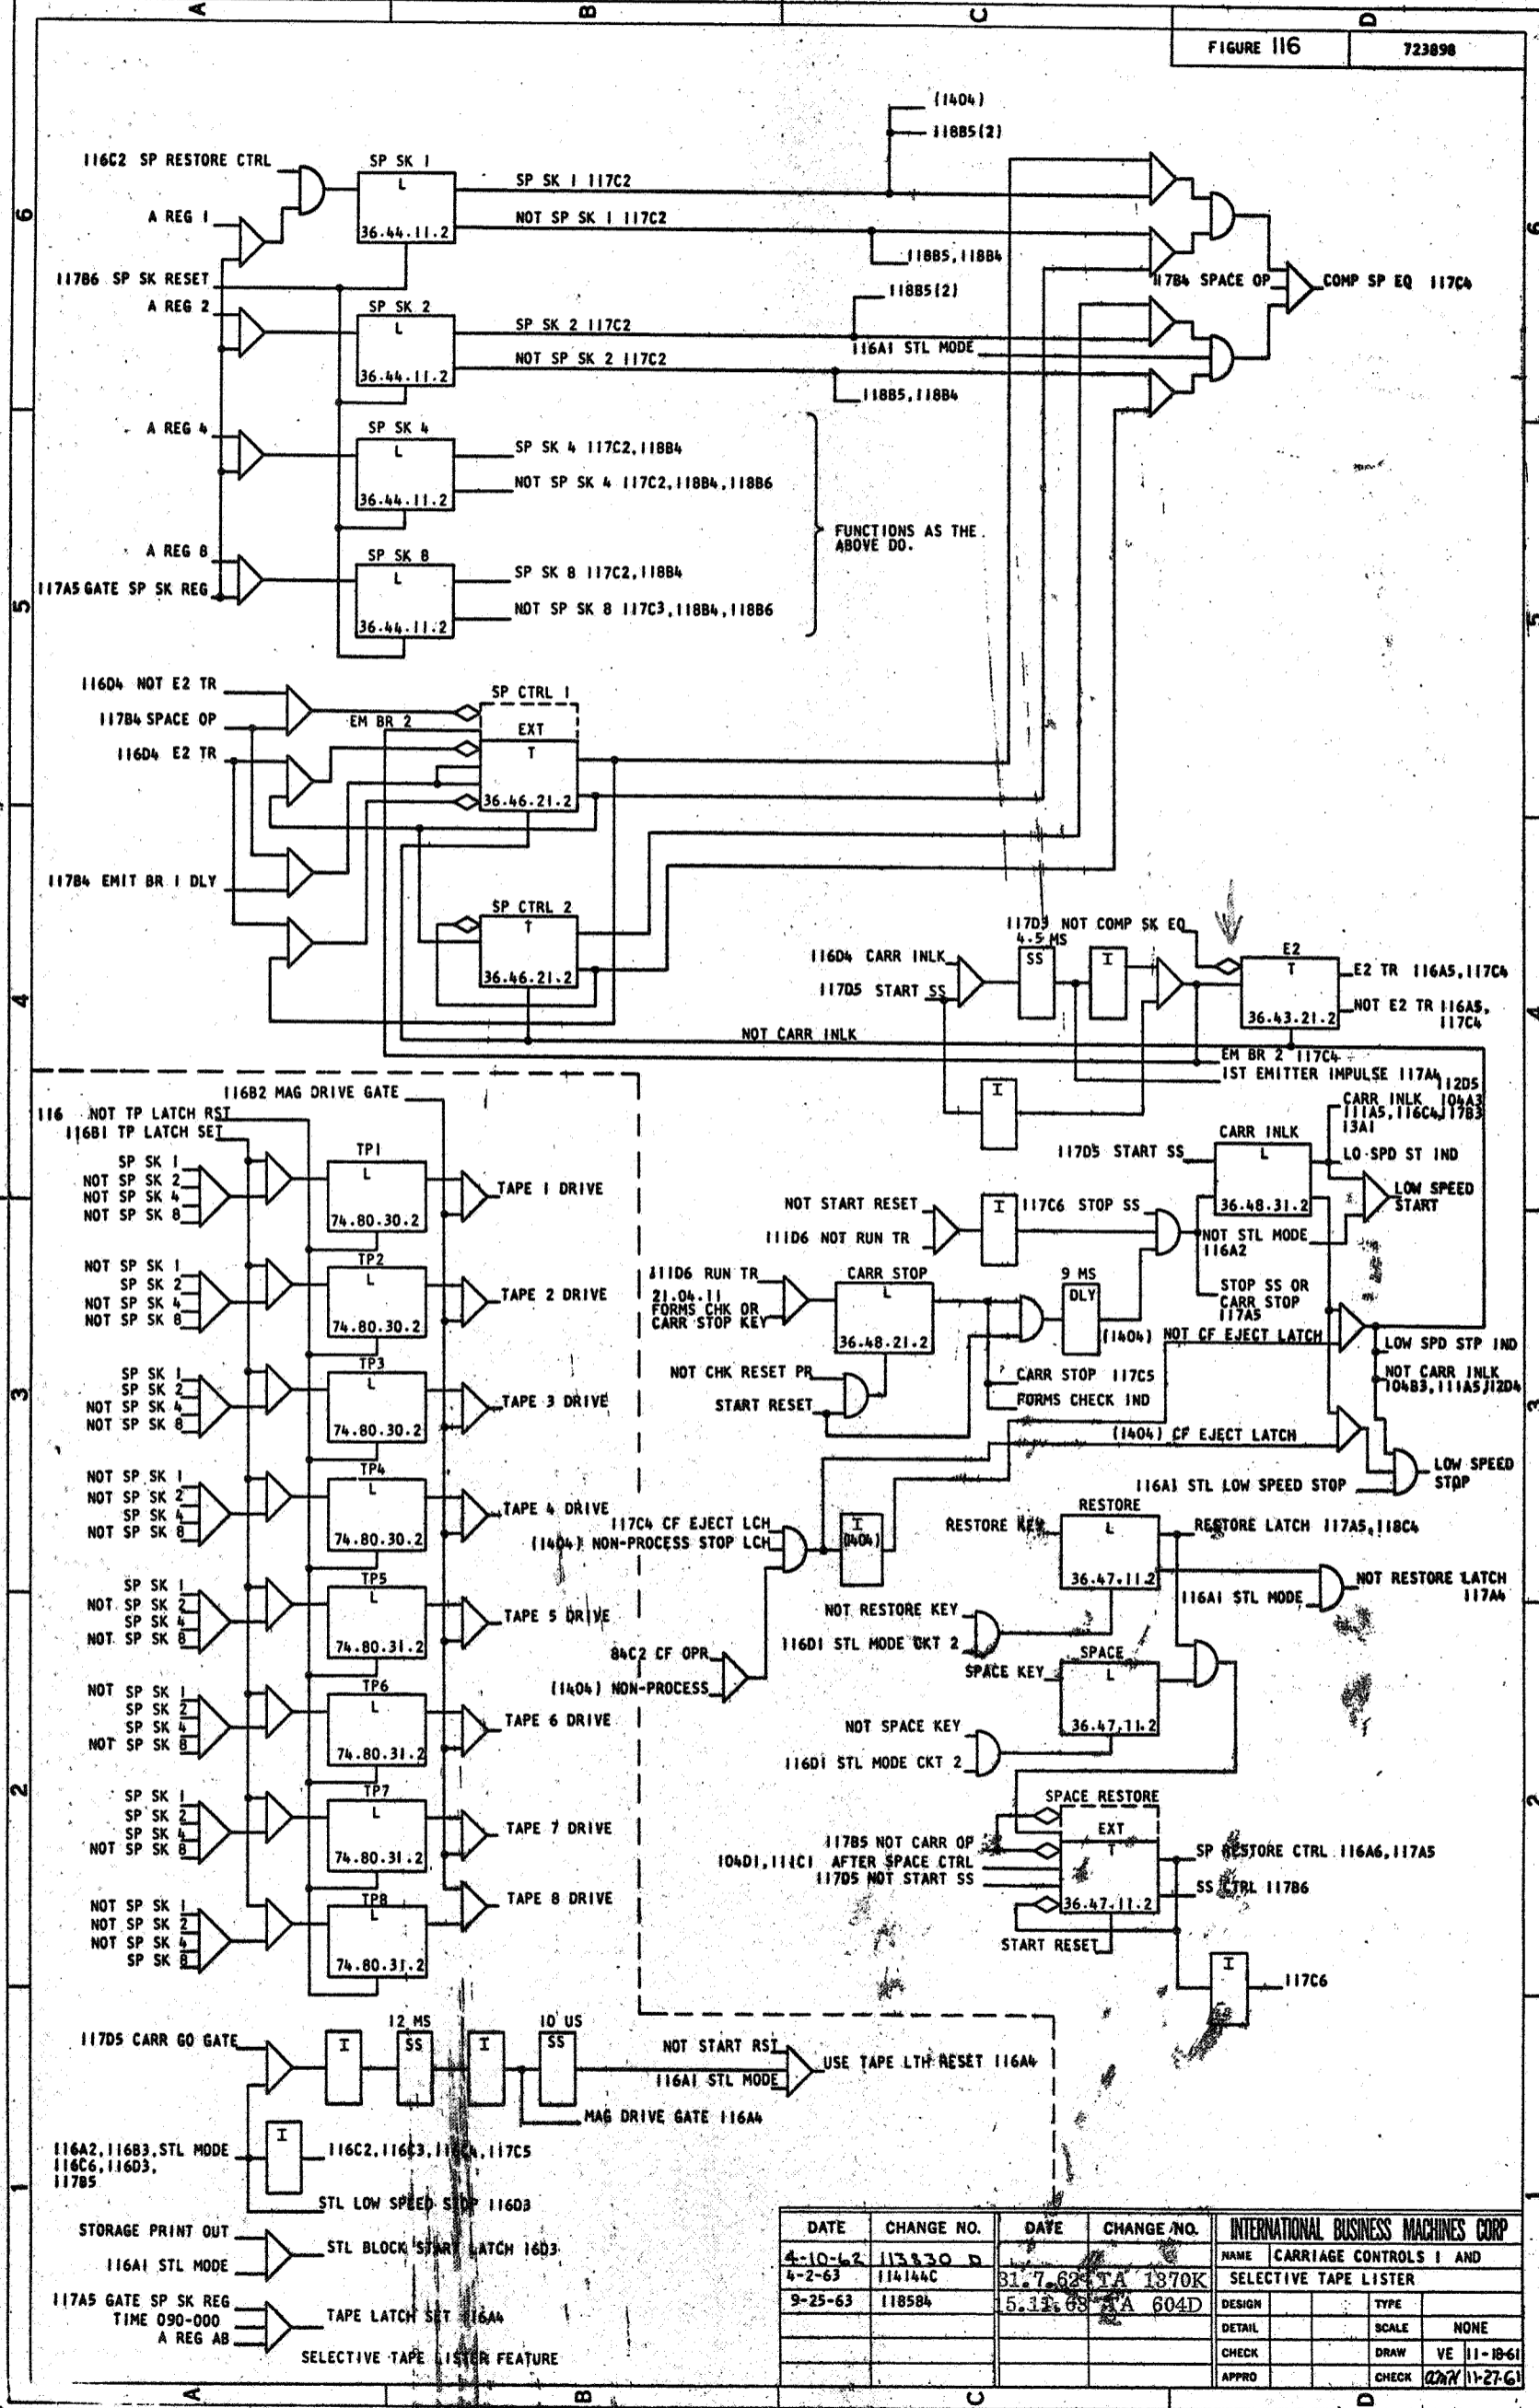 A
B
C
D
FIGURE 116
723898
(1404)
118B5(2)
116C2 SP RESTORE CTRL
SP SK 1
L
36.44.11.2
SP SK 1 117C2
NOT SP SK 1 117C2
A REG 1
118B5,118B4
117B6 SP SK RESET
117B4 SPACE OP
COMP SP EQ 117C4
A REG 2
SP SK 2
L
36.44.11.2
118B5(2)
SP SK 2 117C2
116A1 STL MODE
NOT SP SK 2 117C2
118B5,118B4
A REG 4
SP SK 4
L
36.44.11.2
SP SK 4 117C2,118B4
NOT SP SK 4 117C2,118B4,118B6
FUNCTIONS AS THE
ABOVE DO.
A REG 8
117A5 GATE SP SK REG
SP SK 8
L
36.44.11.2
SP SK 8 117C2,118B4
NOT SP SK 8 117C3,118B4,118B6
6
5
4
3
2
1
6
5
4
3
2
1
116D4 NOT E2 TR
117B4 SPACE OP
116D4 E2 TR
EM BR 2
SP CTRL 1
EXT
T
36.46.21.2
117B4 EMIT BR 1 DLY
SP CTRL 2
T
36.46.21.2
117D3 NOT COMP SK EQ
4.5 MS
SS
I
116D4 CARR INLK
117D5 START SS
E2
T
36.43.21.2
E2 TR 116A5,117C4
NOT E2 TR 116A5,
117C4
NOT CARR INLK
EM BR 2 117C4
1ST EMITTER IMPULSE 117A4
I
112D5
CARR INLK 104A3
111A5,116C4,117B3
13A1
116B2 MAG DRIVE GATE
116 NOT TP LATCH RST
116B1 TP LATCH SET
SP SK 1
NOT SP SK 2
NOT SP SK 4
NOT SP SK 8
TP1
L
74.80.30.2
TAPE 1 DRIVE
NOT SP SK 1
SP SK 2
NOT SP SK 4
NOT SP SK 8
TP2
L
74.80.30.2
TAPE 2 DRIVE
SP SK 1
SP SK 2
NOT SP SK 4
NOT SP SK 8
TP3
L
74.80.30.2
TAPE 3 DRIVE
NOT SP SK 1
NOT SP SK 2
SP SK 4
NOT SP SK 8
TP4
L
74.80.30.2
TAPE 4 DRIVE
SP SK 1
NOT SP SK 2
SP SK 4
NOT SP SK 8
TP5
L
74.80.31.2
TAPE 5 DRIVE
NOT SP SK 1
SP SK 2
SP SK 4
NOT SP SK 8
TP6
L
74.80.31.2
TAPE 6 DRIVE
SP SK 1
SP SK 2
SP SK 4
NOT SP SK 8
TP7
L
74.80.31.2
TAPE 7 DRIVE
NOT SP SK 1
NOT SP SK 2
NOT SP SK 4
SP SK 8
TP8
L
74.80.31.2
TAPE 8 DRIVE
117D5 START SS
CARR INLK
L
36.48.31.2
LO SPD ST IND
LOW SPEED
START
NOT STL MODE
116A2
NOT START RESET
111D6 NOT RUN TR
I
117C6 STOP SS
STOP SS OR
CARR STOP
117A5
111D6 RUN TR
21.04.11
FORMS CHK OR
CARR STOP KEY
CARR STOP
L
36.48.21.2
9 MS
DLY
(1404) NOT CF EJECT LATCH
LOW SPD STP IND
NOT CARR INLK
104B3,111A5,112D4
NOT CHK RESET PR
START RESET
CARR STOP 117C5
FORMS CHECK IND
(1404) CF EJECT LATCH
116A1 STL LOW SPEED STOP
LOW SPEED
STOP
117C4 CF EJECT LCH
(1404) NON-PROCESS STOP LCH
I
(1404)
RESTORE KEY
RESTORE
L
36.47.11.2
RESTORE LATCH 117A5,118C4
NOT RESTORE LATCH
117A4
116A1 STL MODE
NOT RESTORE KEY
116D1 STL MODE CKT 2
84C2 CF OPR
(1404) NON-PROCESS
SPACE KEY
SPACE
L
36.47.11.2
NOT SPACE KEY
116D1 STL MODE CKT 2
SPACE RESTORE
EXT
T
36.47.11.2
117B5 NOT CARR OP
104D1,111C1 AFTER SPACE CTRL
117D5 NOT START SS
START RESET
SP RESTORE CTRL 116A6,117A5
SS CTRL 117B6
I
117C6
117D5 CARR GO GATE
I
12 MS
SS
I
10 US
SS
NOT START RST
116A1 STL MODE
USE TAPE LTH RESET 116A4
MAG DRIVE GATE 116A4
116A2,116B3,STL MODE
116C6,116D3,
117B5
I
116C2,116C3,116C4,117C5
STL LOW SPEED STOP 116D3
STORAGE PRINT OUT
116A1 STL MODE
STL BLOCK START LATCH 16D3
117A5 GATE SP SK REG
TIME 090-000
A REG AB
TAPE LATCH SET 116A4
SELECTIVE TAPE LISTER FEATURE
DATE CHANGE NO. DATE CHANGE NO.
4-10-62 113830 D
4-2-63 114144C 31.7.62 TA 1370K
9-25-63 118584 5.11.63 TA 604D
INTERNATIONAL BUSINESS MACHINES CORP
NAME CARRIAGE CONTROLS 1 AND
SELECTIVE TAPE LISTER
DESIGN TYPE
DETAIL SCALE NONE
CHECK DRAW VE 11-18-61
APPRO CHECK 11-27-61
A
B
C
D